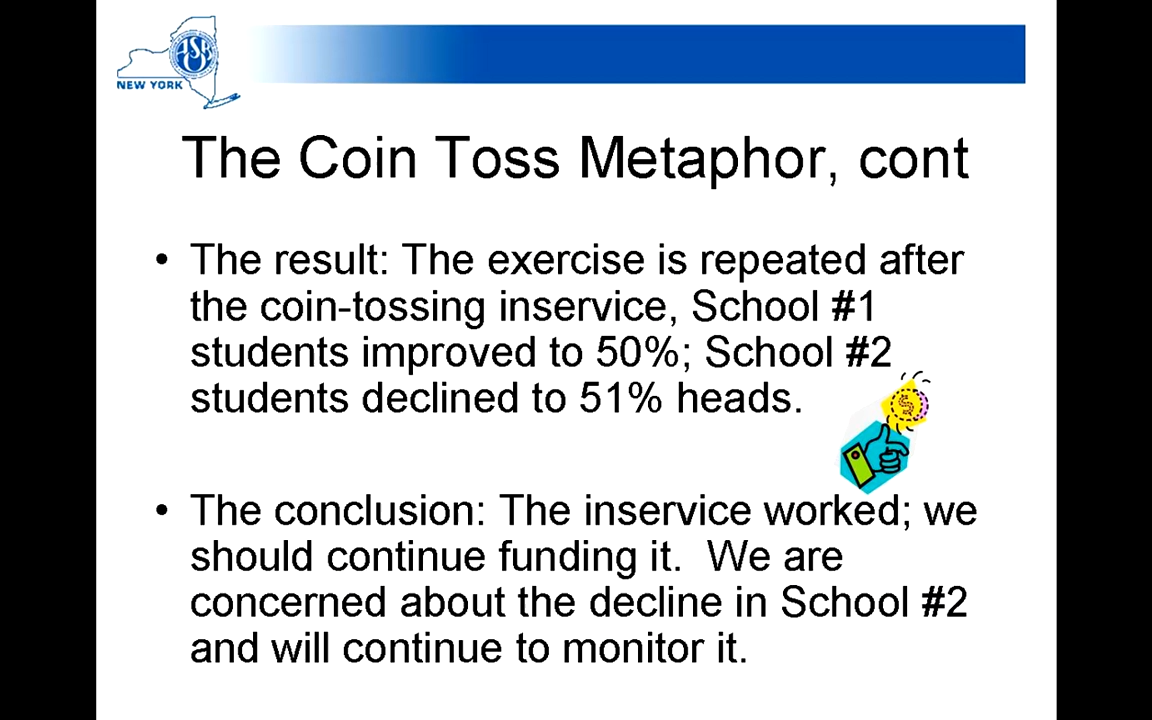 ASBO
NEW YORK
The Coin Toss Metaphor, cont
• The result: The exercise is repeated after
the coin-tossing inservice, School #1
students improved to 50%; School #2
students declined to 51% heads.
• The conclusion: The inservice worked; we
should continue funding it. We are
concerned about the decline in School #2
and will continue to monitor it.